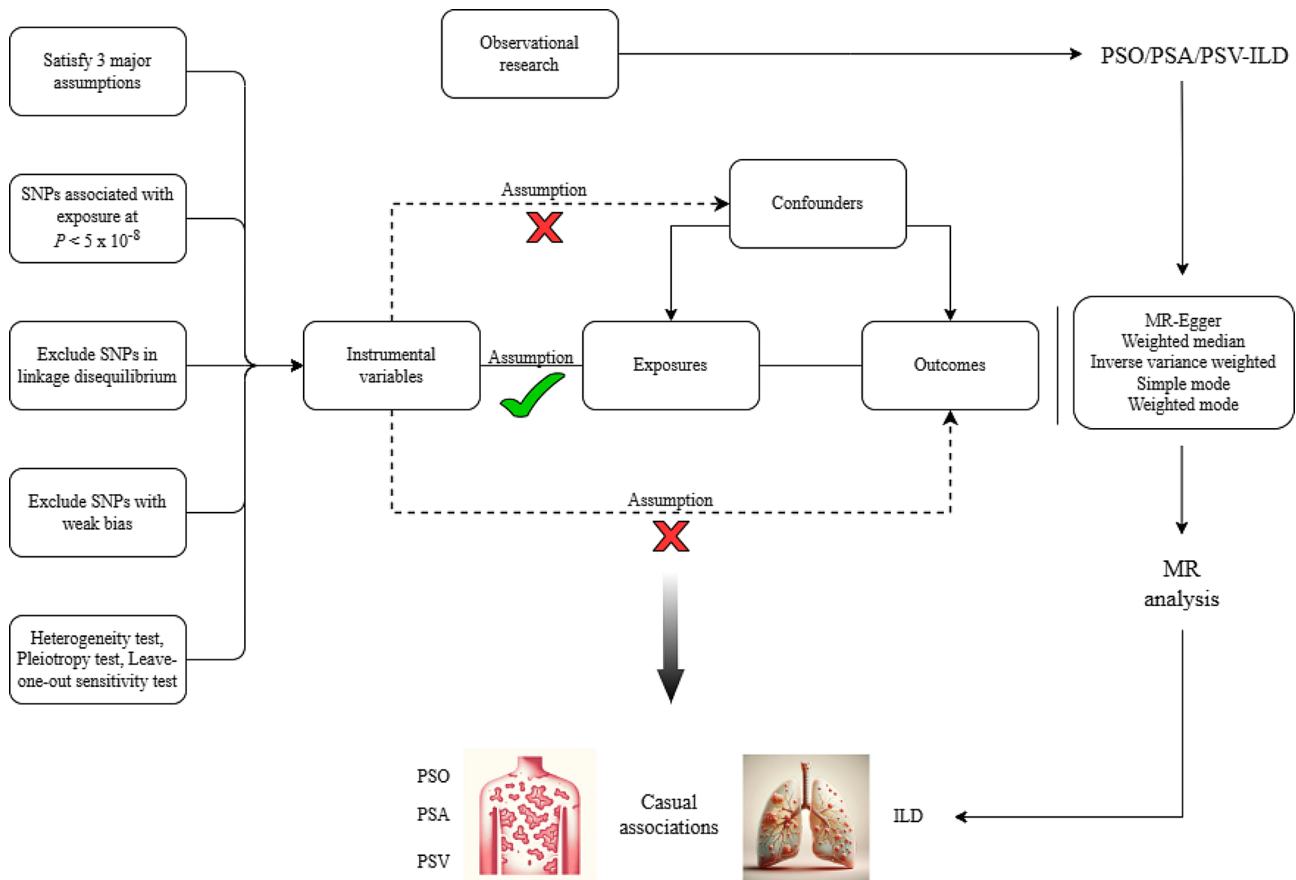 Satisfy 3 major
assumptions
SNPs associated with
exposure at
P < 5 x 10⁻⁸
Exclude SNPs in
linkage disequilibrium
Exclude SNPs with
weak bias
Heterogeneity test,
Pleiotropy test, Leave-
one-out sensitivity test
Observational
research
PSO/PSA/PSV-ILD
Assumption
Confounders
Instrumental
variables
Assumption
Exposures
Outcomes
Assumption
MR-Egger
Weighted median
Inverse variance weighted
Simple mode
Weighted mode
MR
analysis
PSO
PSA
PSV
Casual
associations
ILD